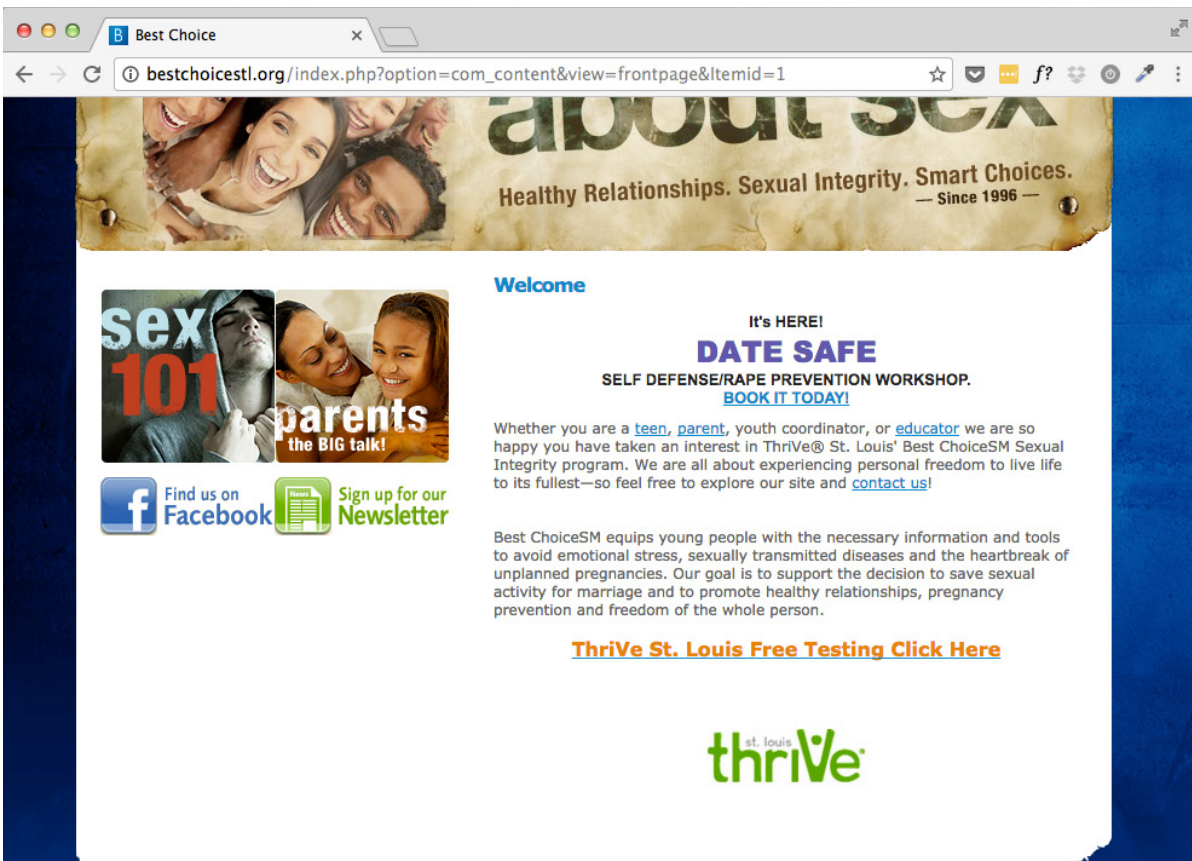 Best Choice
bestchoicestl.org/index.php?option=com_content&view=frontpage&Itemid=1
f?
about sex
Healthy Relationships. Sexual Integrity. Smart Choices.
— Since 1996 —
sex
101
parents
the BIG talk!
Find us on
Facebook
News
Sign up for our
Newsletter
Welcome
It's HERE!
DATE SAFE
SELF DEFENSE/RAPE PREVENTION WORKSHOP.
BOOK IT TODAY!
Whether you are a teen, parent, youth coordinator, or educator we are so
happy you have taken an interest in ThriVe® St. Louis' Best ChoiceSM Sexual
Integrity program. We are all about experiencing personal freedom to live life
to its fullest—so feel free to explore our site and contact us!
Best ChoiceSM equips young people with the necessary information and tools
to avoid emotional stress, sexually transmitted diseases and the heartbreak of
unplanned pregnancies. Our goal is to support the decision to save sexual
activity for marriage and to promote healthy relationships, pregnancy
prevention and freedom of the whole person.
ThriVe St. Louis Free Testing Click Here
st. louis
thriVe